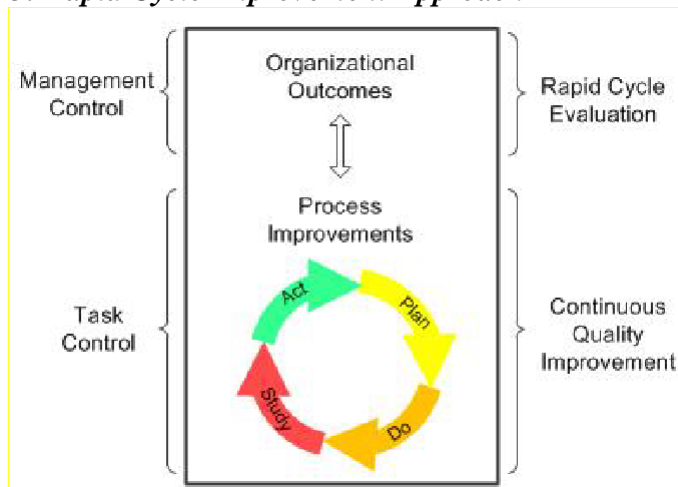 Management
Control
Organizational
Outcomes
Rapid Cycle
Evaluation
Process
Improvements
Task
Control
Act
Plan
Do
Study
Continuous
Quality
Improvement